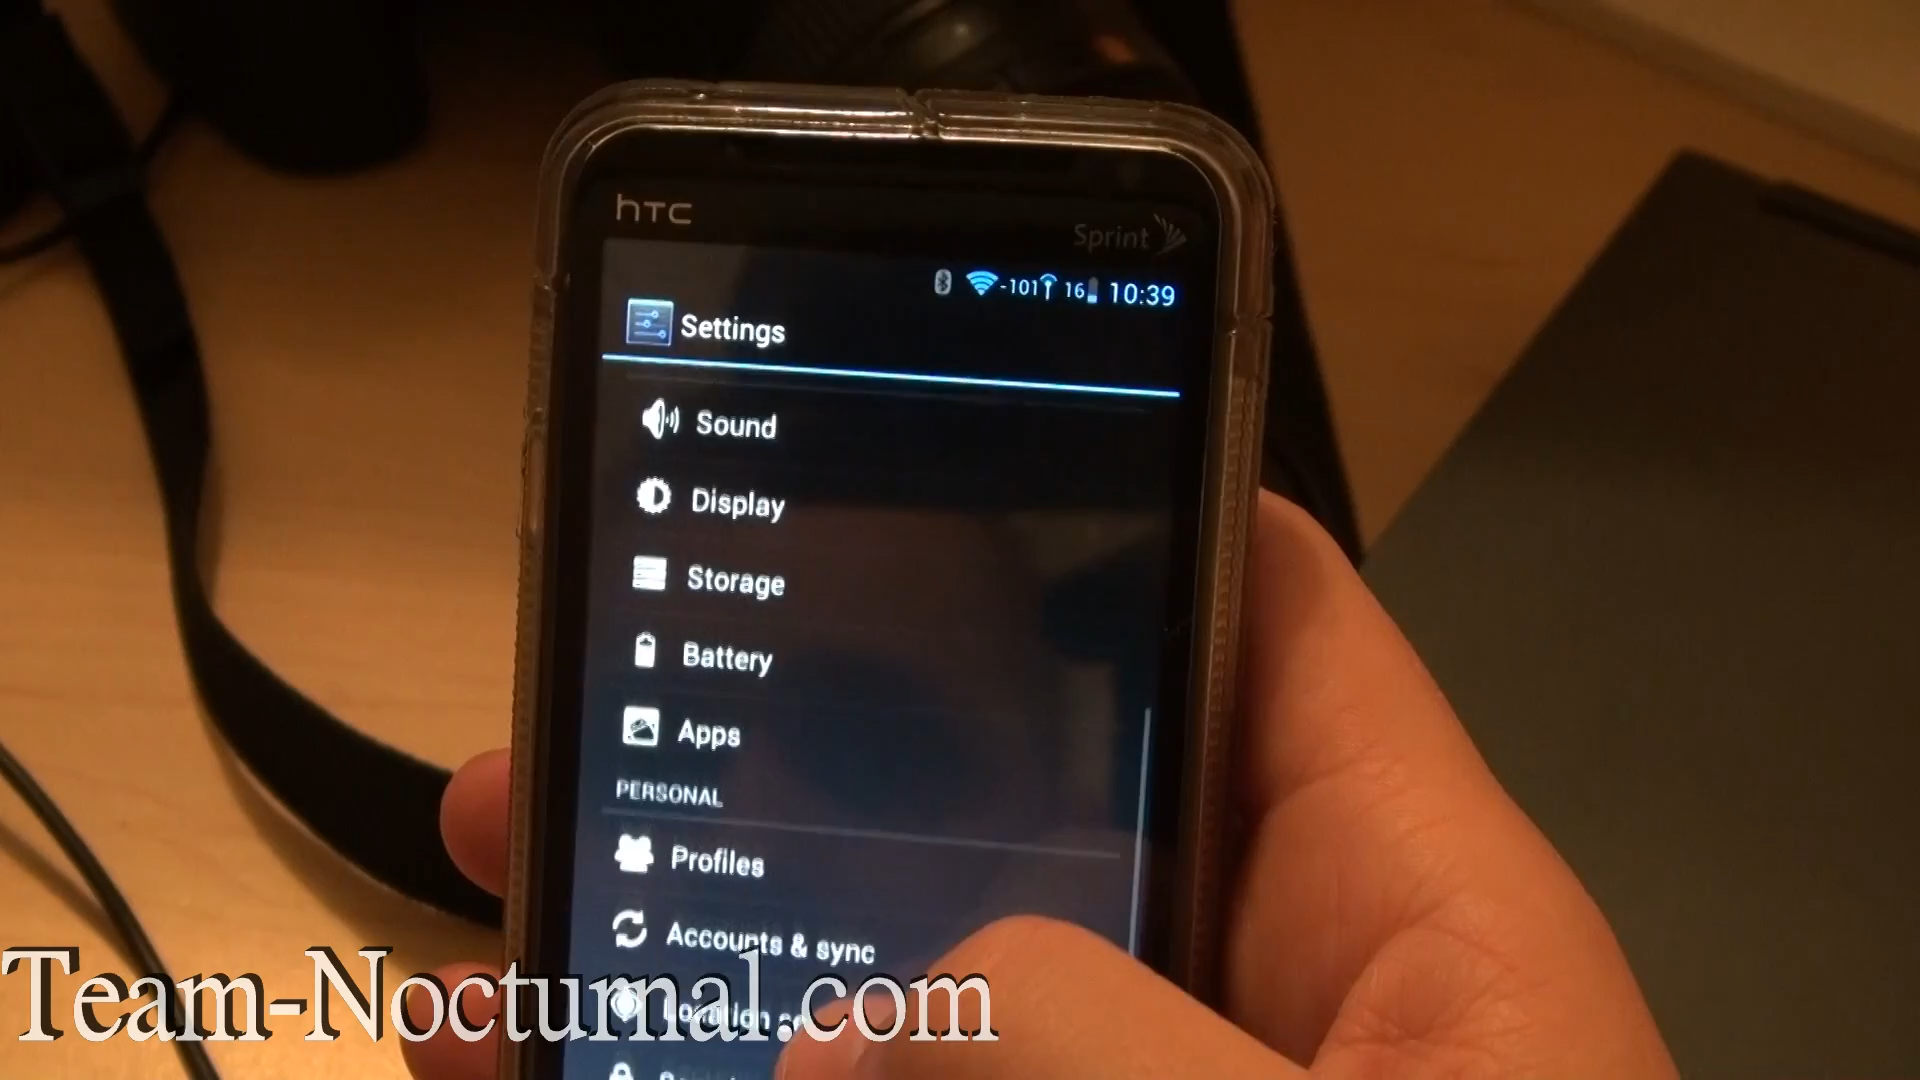 hTC
Sprint
-101 16 10:39
Settings
Sound
Display
Storage
Battery
Apps
PERSONAL
Profiles
Accounts & sync
Location
Team-Nocturnal.com